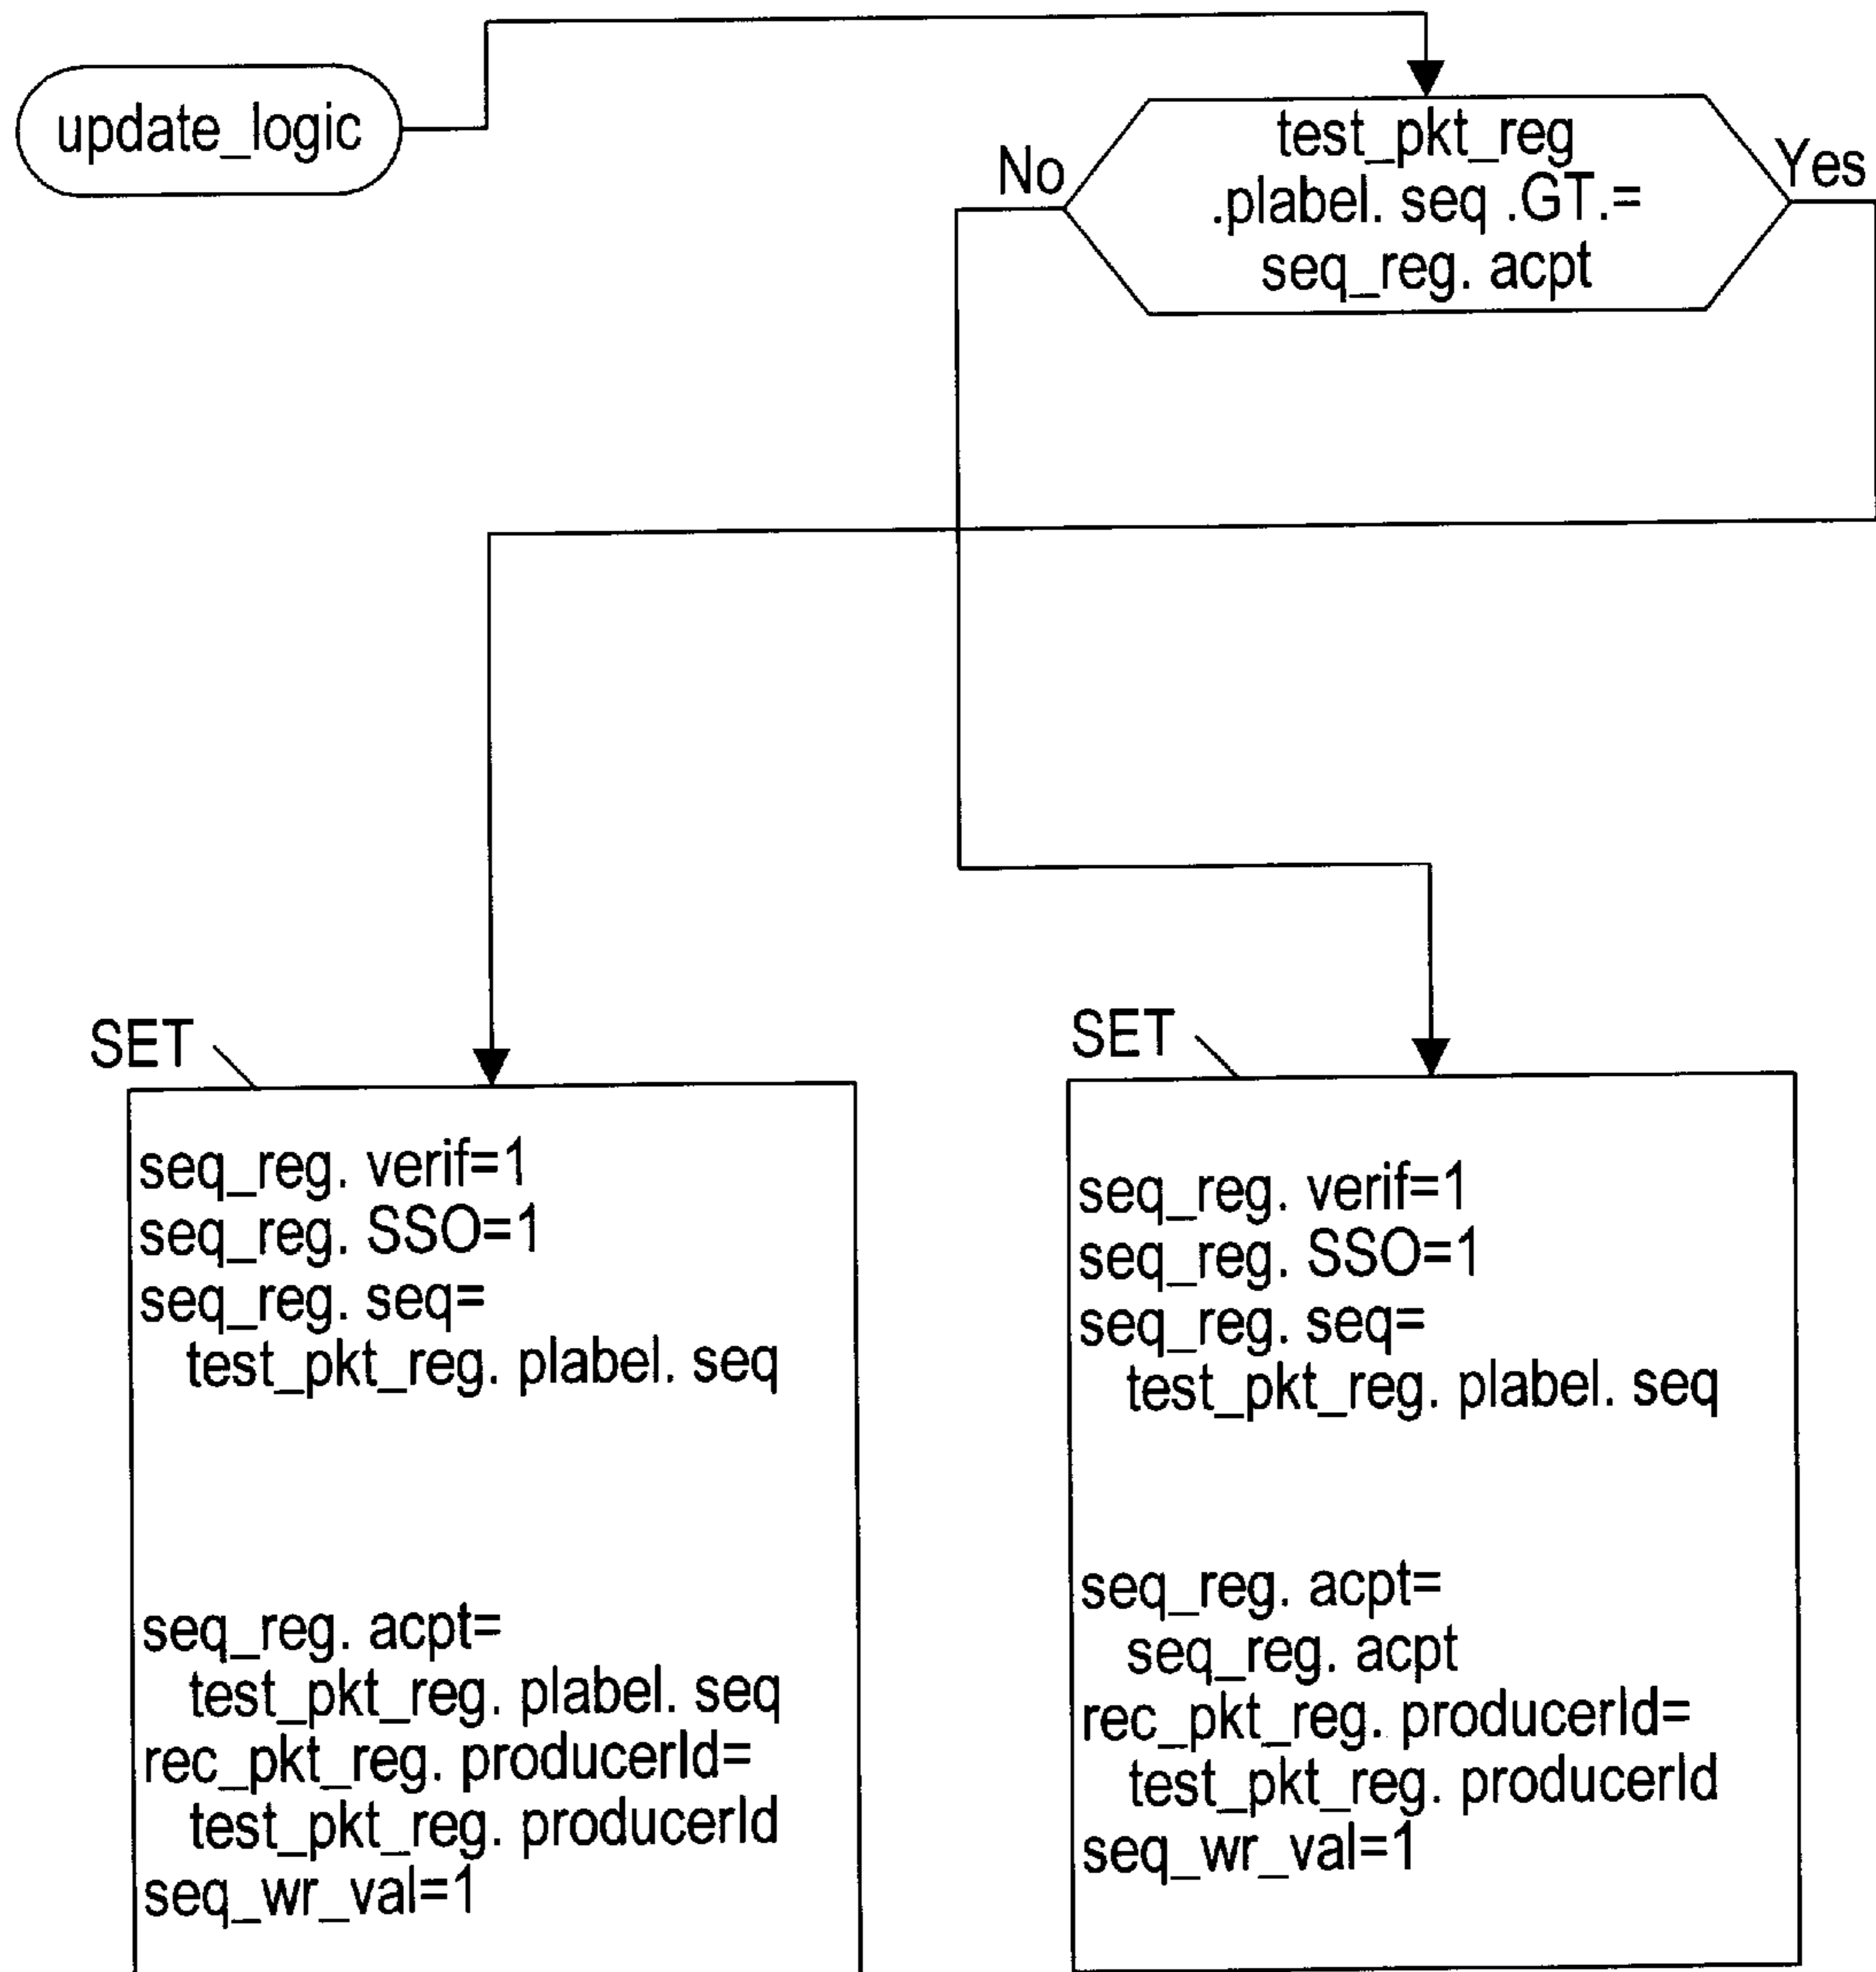 update_logic
test_pkt_reg
.plabel. seq .GT.=
seq_reg. acpt
No
Yes
SET
seq_reg. verif=1
seq_reg. SSO=1
seq_reg. seq=
test_pkt_reg. plabel. seq
seq_reg. acpt=
test_pkt_reg. plabel. seq
rec_pkt_reg. producerId=
test_pkt_reg. producerId
seq_wr_val=1
SET
seq_reg. verif=1
seq_reg. SSO=1
seq_reg. seq=
test_pkt_reg. plabel. seq
seq_reg. acpt=
seq_reg. acpt
rec_pkt_reg. producerId=
test_pkt_reg. producerId
seq_wr_val=1